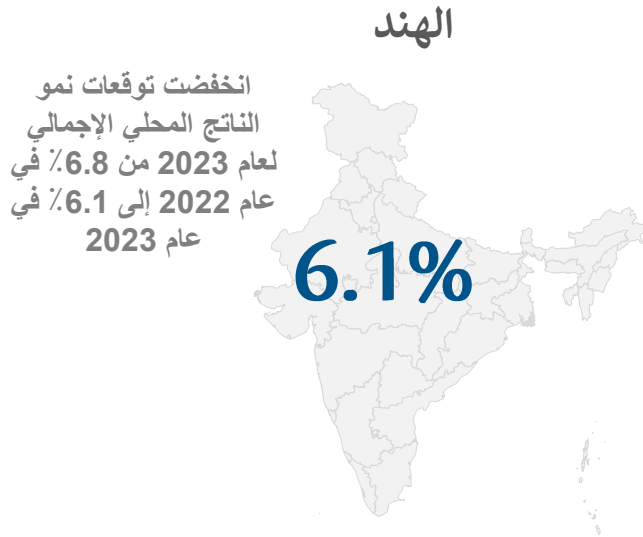 الهند
انخفضت توقعات نمو
الناتج المحلي الإجمالي
لعام 2023 من 6.8٪ في
عام 2022 إلى 6.1٪ في
عام 2023
6.1%